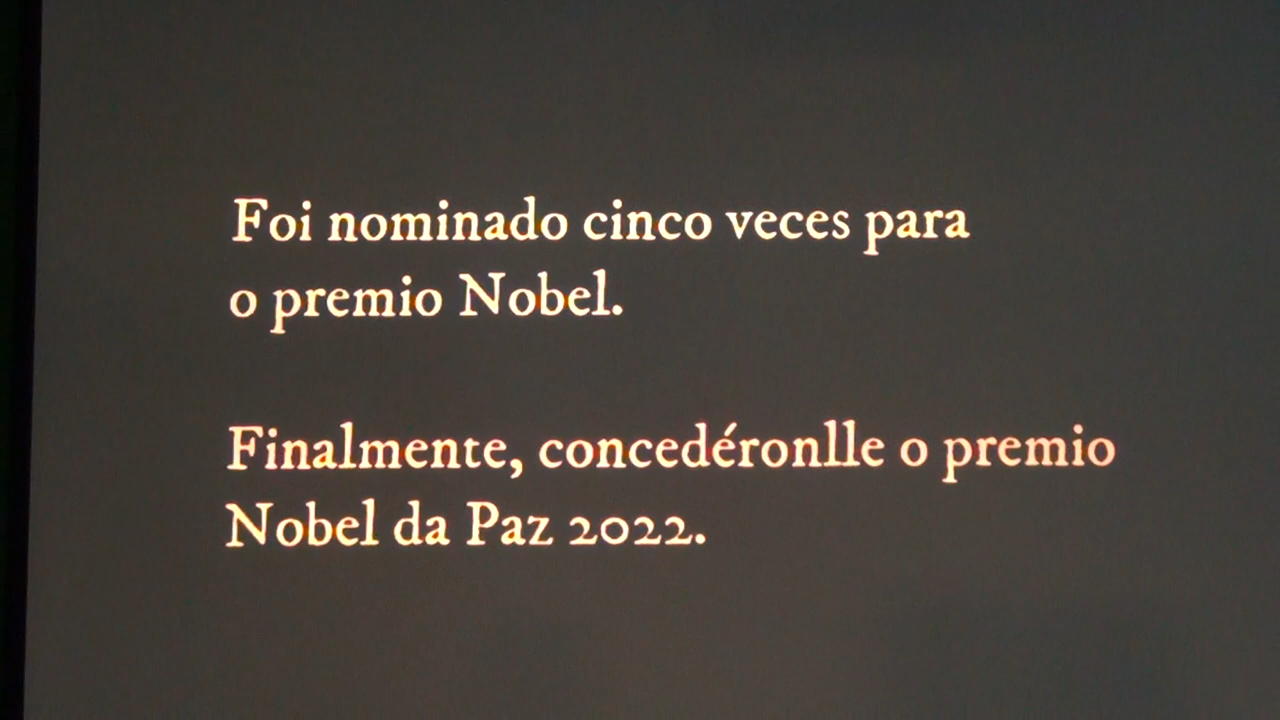 Foi nominado cinco veces para
o premio Nobel.
Finalmente, concedéronlle o premio
Nobel da Paz 2022.